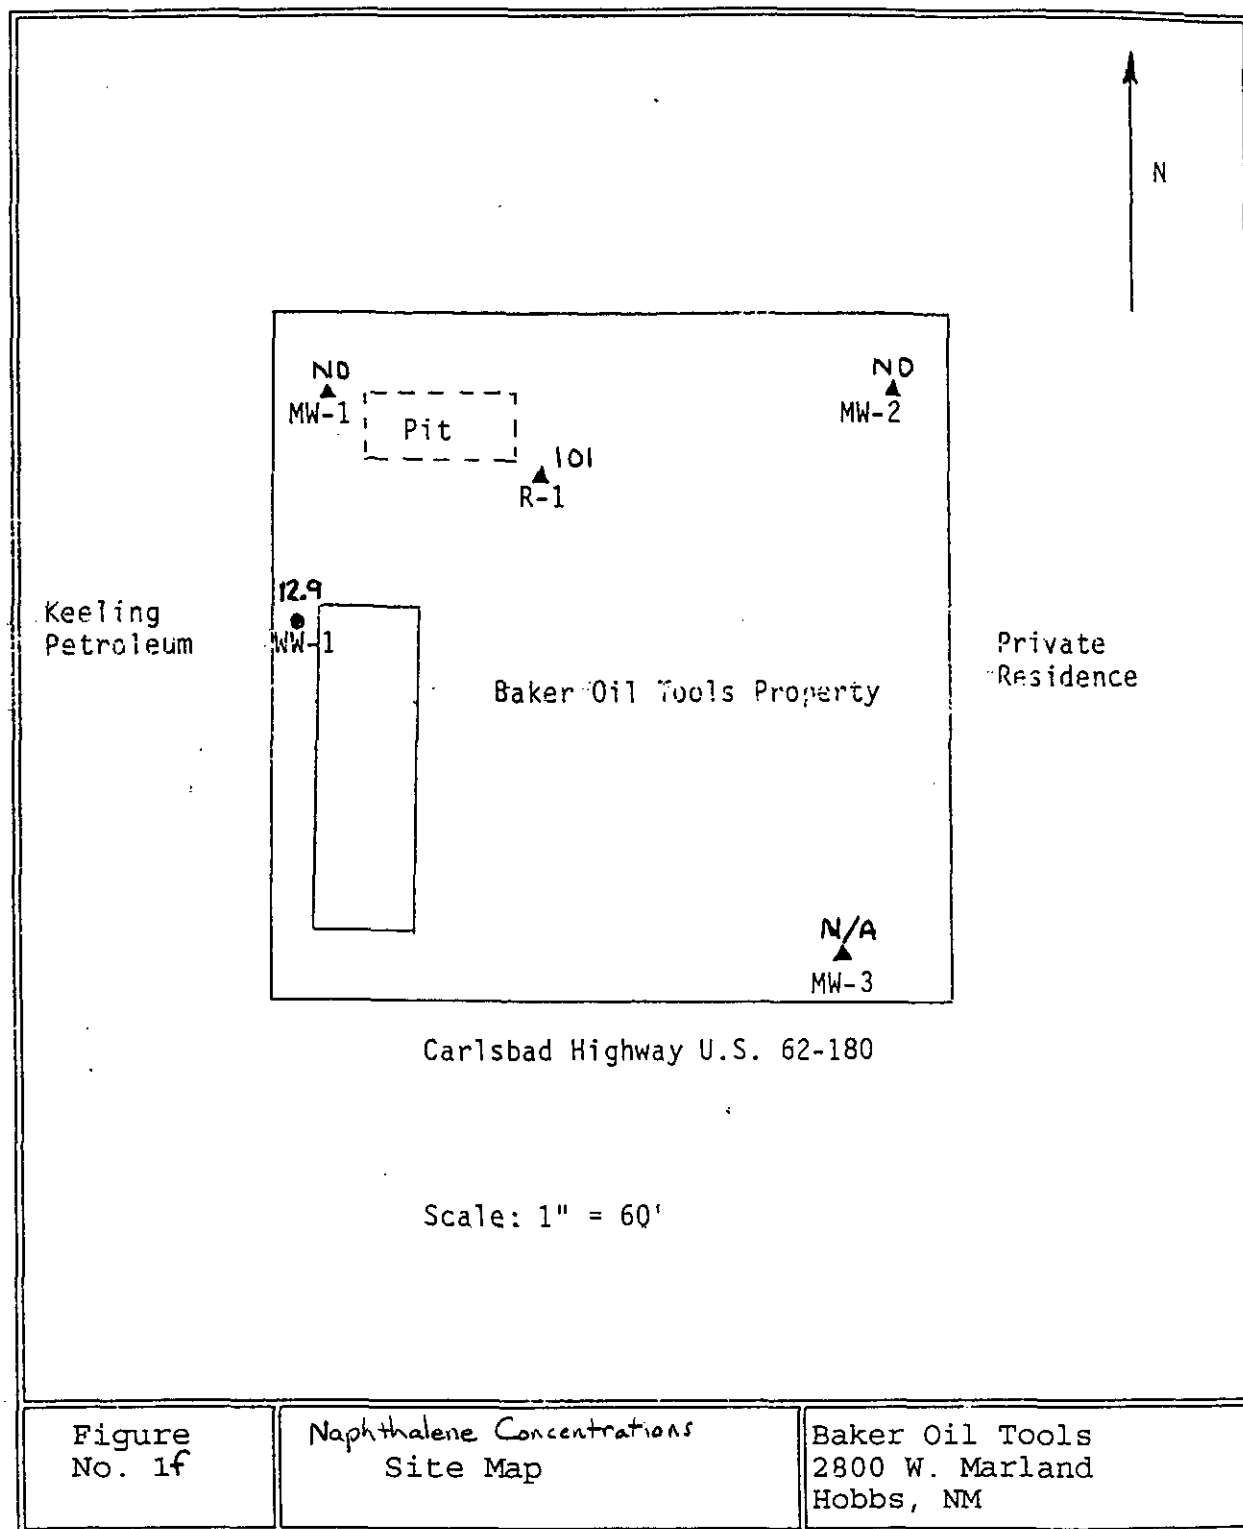 N
ND
MW-1
Pit
ND
MW-2
101
R-1
12.9
WW-1
Keeling
Petroleum
Baker Oil Tools Property
Private
Residence
N/A
MW-3
Carlsbad Highway U.S. 62-180
Scale: 1" = 60'
Figure
No. 1f
Naphthalene Concentrations
Site Map
Baker Oil Tools
2800 W. Marland
Hobbs, NM